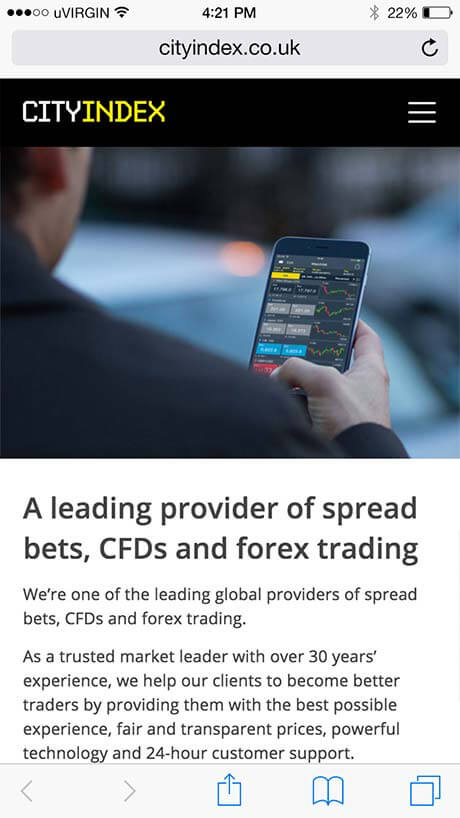 uVIRGIN 4:21 PM 22%
cityindex.co.uk
CITYINDEX
A leading provider of spread
bets, CFDs and forex trading
We’re one of the leading global providers of spread
bets, CFDs and forex trading.
As a trusted market leader with over 30 years’
experience, we help our clients to become better
traders by providing them with the best possible
experience, fair and transparent prices, powerful
technology and 24-hour customer support.